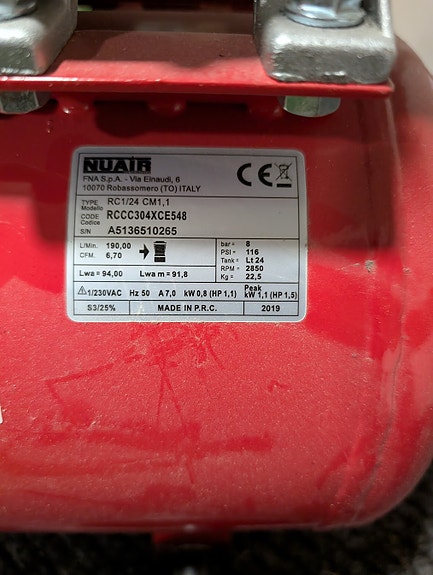 NUAIR
FNA S.p.A. - Via Einaudi, 6
10070 Robassomero (TO) ITALY
CE
TYPE Modello RC1/24 CM1,1
CODE Codice RCCC304XCE548
S/N A5136510265
L/Min. 190,00
CFM. 6,70
bar = 8
PSI = 116
Tank = Lt 24
RPM = 2850
Kg = 22,5
Lwa = 94,00 Lwa m = 91,8
1/230VAC Hz 50 A 7,0 kW 0,8 (HP 1,1) Peak kW 1,1 (HP 1,5)
S3/25% MADE IN P.R.C. 2019